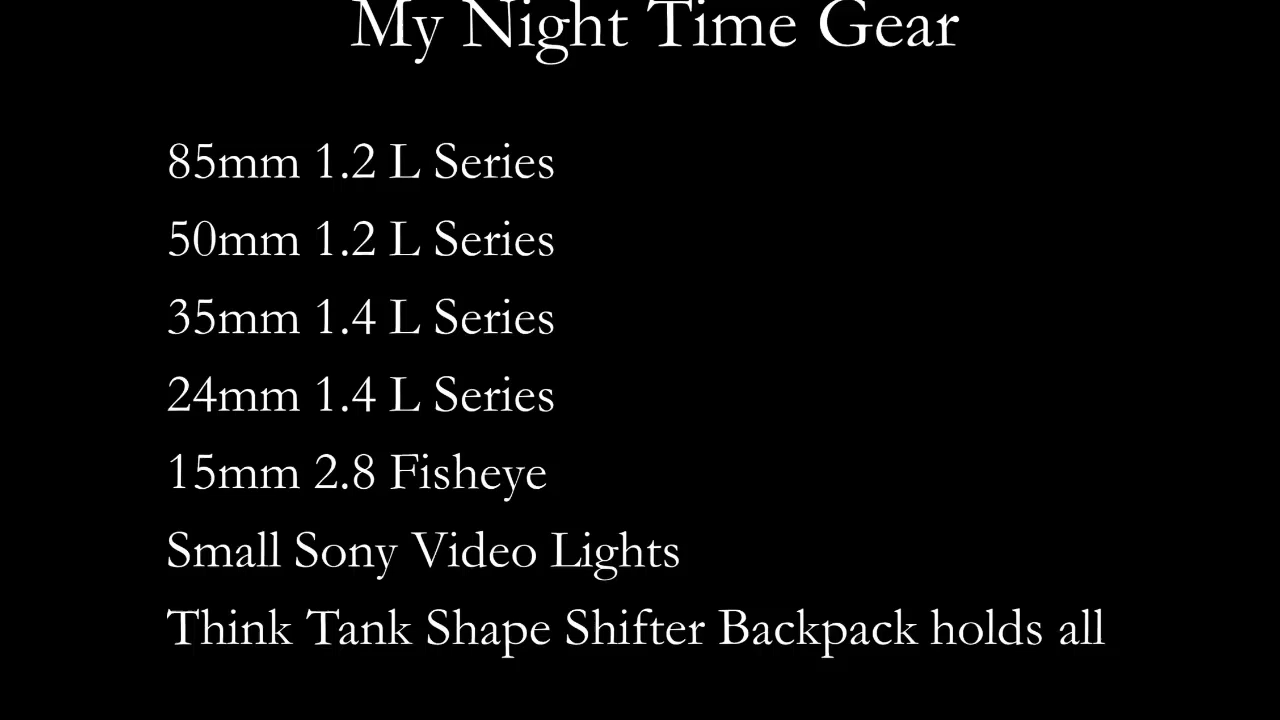 My Night Time Gear
85mm 1.2 L Series
50mm 1.2 L Series
35mm 1.4 L Series
24mm 1.4 L Series
15mm 2.8 Fisheye
Small Sony Video Lights
Think Tank Shape Shifter Backpack holds all